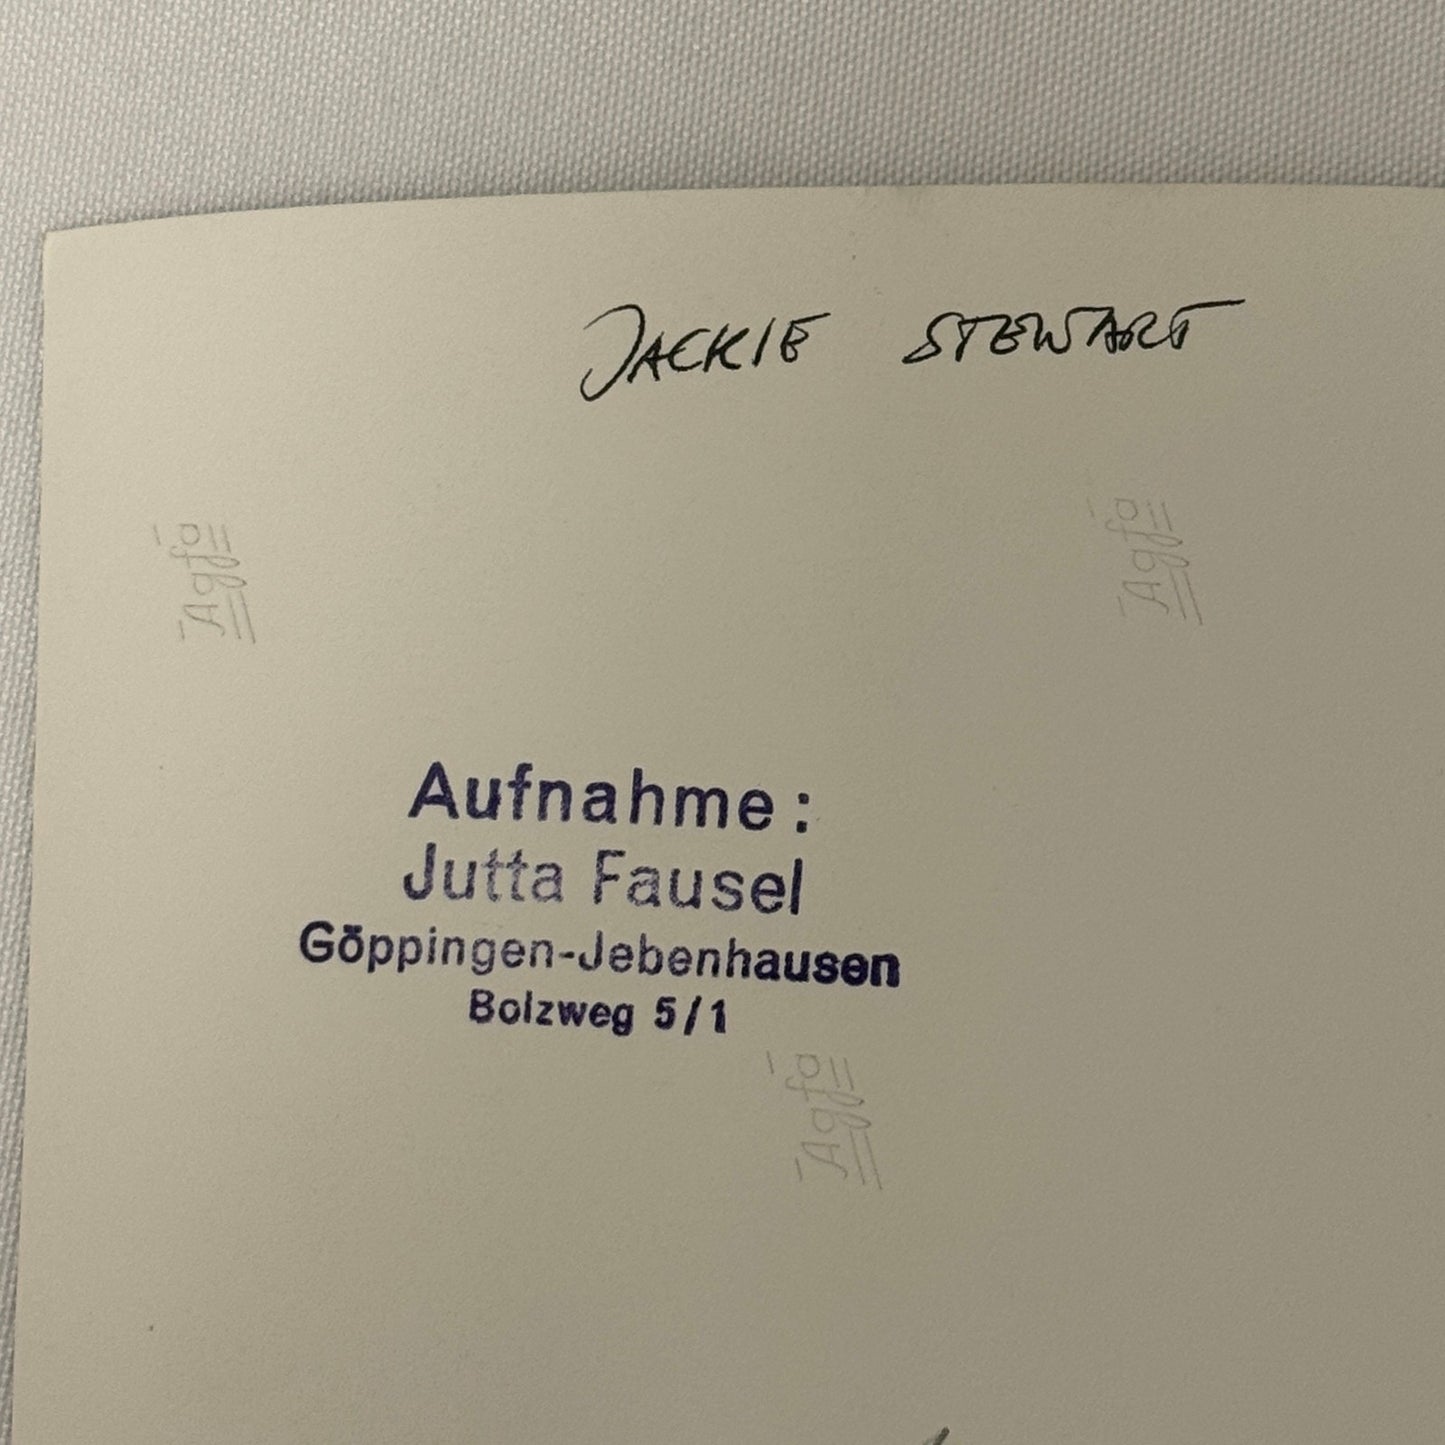 JACKIE STEWART
Agfa
Agfa
Aufnahme:
Jutta Fausel
Göppingen-Jebenhausen
Bolzweg 5/1
Agfa